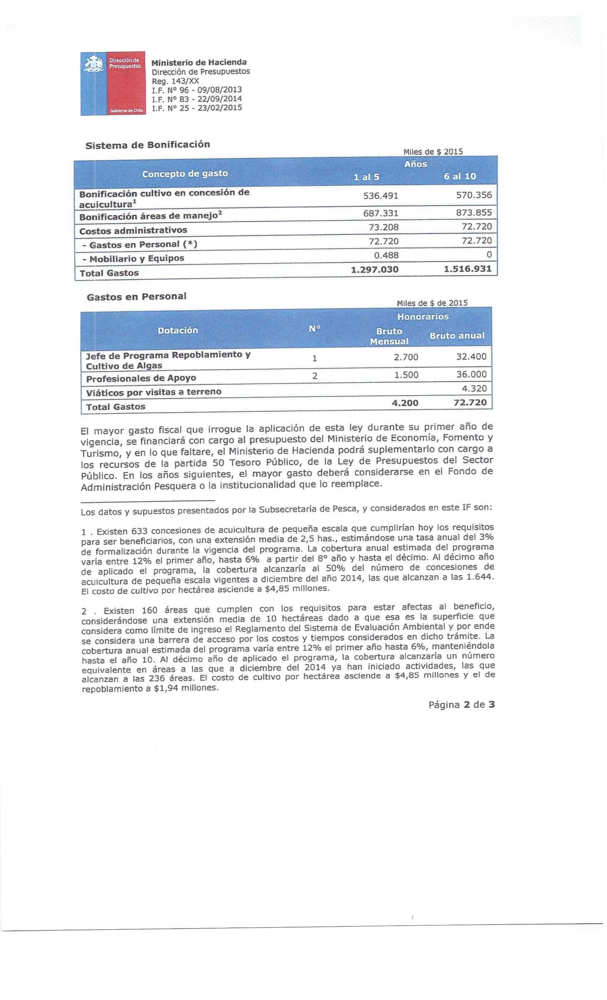 Dirección de
Presupuestos
Gobierno de Chile
Ministerio de Hacienda
Dirección de Presupuestos
Reg. 143/XX
I.F. Nº 96 - 09/08/2013
I.F. Nº 83 - 22/09/2014
I.F. Nº 25 - 23/02/2015
Sistema de Bonificación
Miles de $ 2015
Concepto de gasto Años
1 al 5 6 al 10
Bonificación cultivo en concesión de
acuicultura¹ 536.491 570.356
Bonificación áreas de manejo² 687.331 873.855
Costos administrativos 73.208 72.720
- Gastos en Personal (*) 72.720 72.720
- Mobiliario y Equipos 0.488 0
Total Gastos 1.297.030 1.516.931
Gastos en Personal
Miles de $ de 2015
Dotación Nº Honorarios
Bruto
Mensual Bruto anual
Jefe de Programa Repoblamiento y
Cultivo de Algas 1 2.700 32.400
Profesionales de Apoyo 2 1.500 36.000
Viáticos por visitas a terreno 4.320
Total Gastos 4.200 72.720
El mayor gasto fiscal que irrogue la aplicación de esta ley durante su primer año de
vigencia, se financiará con cargo al presupuesto del Ministerio de Economía, Fomento y
Turismo, y en lo que faltare, el Ministerio de Hacienda podrá suplementarlo con cargo a
los recursos de la partida 50 Tesoro Público, de la Ley de Presupuestos del Sector
Público. En los años siguientes, el mayor gasto deberá considerarse en el Fondo de
Administración Pesquera o la institucionalidad que lo reemplace.
Los datos y supuestos presentados por la Subsecretaría de Pesca, y considerados en este IF son:
1 . Existen 633 concesiones de acuicultura de pequeña escala que cumplirían hoy los requisitos
para ser beneficiarios, con una extensión media de 2,5 has., estimándose una tasa anual del 3%
de formalización durante la vigencia del programa. La cobertura anual estimada del programa
varía entre 12% el primer año, hasta 6% a partir del 8º año y hasta el décimo. Al décimo año
de aplicado el programa, la cobertura alcanzaría al 50% del número de concesiones de
acuicultura de pequeña escala vigentes a diciembre del año 2014, las que alcanzan a las 1.644.
El costo de cultivo por hectárea asciende a $4,85 millones.
2 . Existen 160 áreas que cumplen con los requisitos para estar afectas al beneficio,
considerándose una extensión media de 10 hectáreas dado a que esa es la superficie que
considera como límite de ingreso el Reglamento del Sistema de Evaluación Ambiental y por ende
se considera una barrera de acceso por los costos y tiempos considerados en dicho trámite. La
cobertura anual estimada del programa varía entre 12% el primer año hasta 6%, manteniéndola
hasta el año 10. Al décimo año de aplicado el programa, la cobertura alcanzaría un número
equivalente en áreas a las que a diciembre del 2014 ya han iniciado actividades, las que
alcanzan a las 236 áreas. El costo de cultivo por hectárea asciende a $4,85 millones y el de
repoblamiento a $1,94 millones.
Página 2 de 3